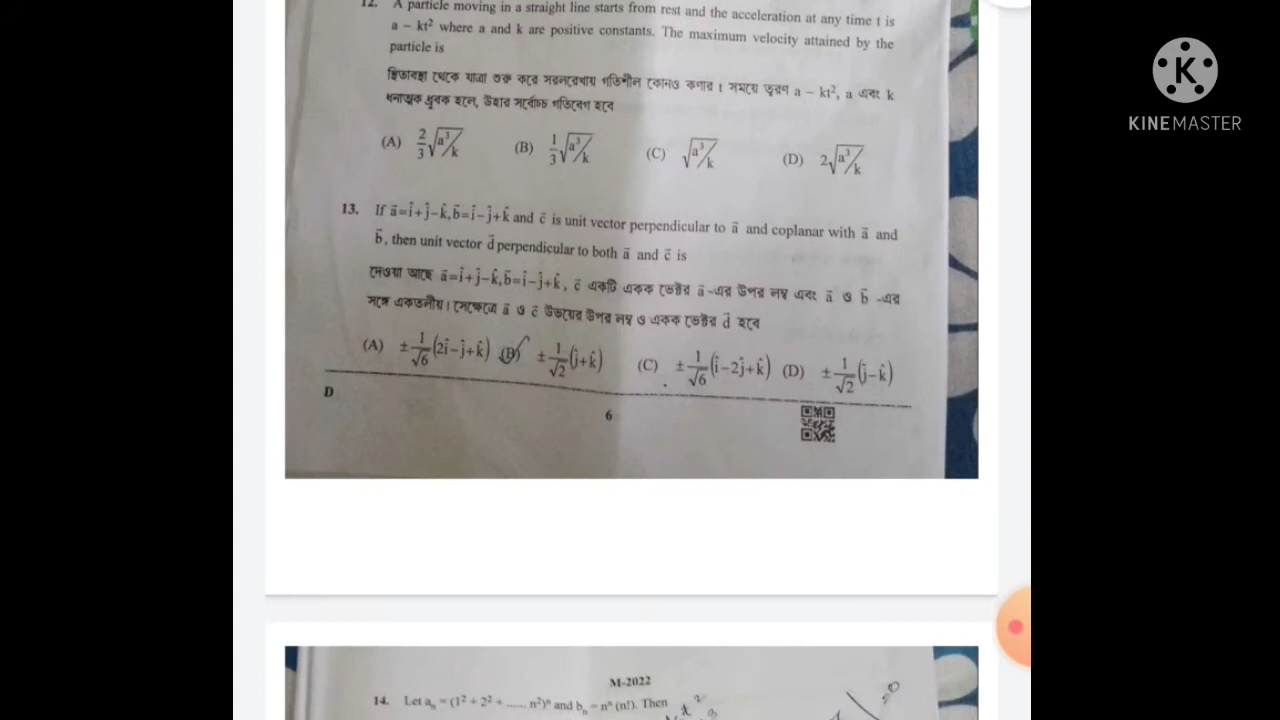 12. A particle moving in a straight line starts from rest and the acceleration at any time t is
a – kt² where a and k are positive constants. The maximum velocity attained by the
particle is
স্থিতাবস্থা থেকে যাত্রা শুরু করে সরলরেখায় গতিশীল কোনও কণার t সময়ে ত্বরণ a – kt², a এবং k
ধনাত্মক ধ্রুবক হলে, উহার সর্বোচ্চ গতিবেগ হবে
(A) 2/3 √a³/k (B) 1/3 √a³/k (C) √a³/k (D) 2√a³/k
13. If a⃗=î+ĵ–k̂, b⃗=î–ĵ+k̂ and c⃗ is unit vector perpendicular to a⃗ and coplanar with a⃗ and
b⃗, then unit vector d⃗ perpendicular to both a⃗ and c⃗ is
দেওয়া আছে a⃗=î+ĵ–k̂, b⃗=î–ĵ+k̂, c⃗ একটি একক ভেক্টর a⃗ -এর উপর লম্ব এবং a⃗ ও b⃗ -এর
সঙ্গে একতলীয়। সেক্ষেত্রে a⃗ ও c⃗ উভয়ের উপর লম্ব ও একক ভেক্টর d⃗ হবে
(A) ±1/√6 (2î–ĵ+k̂) (B) ±1/√2 (ĵ+k̂) (C) ±1/√6 (î–2ĵ+k̂) (D) ±1/√2 (ĵ–k̂)
D
6
M-2022
14. Let aₙ = (1² + 2² + ...... n²)ⁿ and bₙ = nⁿ (n!). Then
KINEMASTER